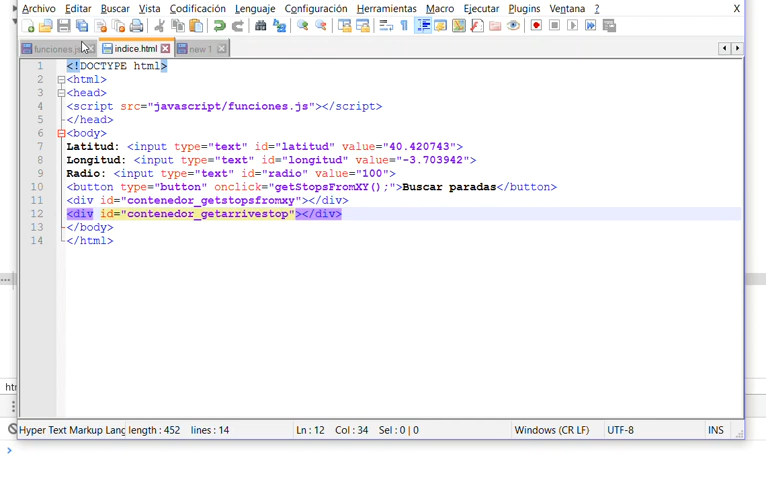 Archivo Editar Buscar Vista Codificación Lenguaje Configuración Herramientas Macro Ejecutar Plugins Ventana ? X
funciones.js indice.html new 1
1 <!DOCTYPE html>
2 <html>
3 <head>
4 <script src="javascript/funciones.js"></script>
5 </head>
6 <body>
7 Latitud: <input type="text" id="latitud" value="40.420743">
8 Longitud: <input type="text" id="longitud" value="-3.703942">
9 Radio: <input type="text" id="radio" value="100">
10 <button type="button" onclick="getStopsFromXY();">Buscar paradas</button>
11 <div id="contenedor_getstopsfromxy"></div>
12 <div id="contenedor_getarrivestop"></div>
13 </body>
14 </html>
Hyper Text Markup Lang length : 452 lines : 14 Ln : 12 Col : 34 Sel : 0 | 0 Windows (CR LF) UTF-8 INS